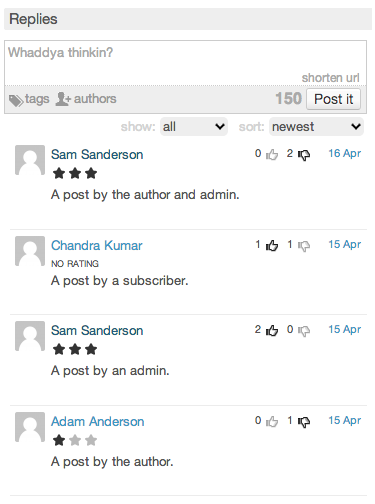 Replies
Whaddya thinkin?
shorten url
tags authors 150 Post it
show: all sort: newest
Sam Sanderson 0 2 16 Apr
A post by the author and admin.
Chandra Kumar 1 1 15 Apr
NO RATING
A post by a subscriber.
Sam Sanderson 2 0 15 Apr
A post by an admin.
Adam Anderson 0 1 15 Apr
A post by the author.